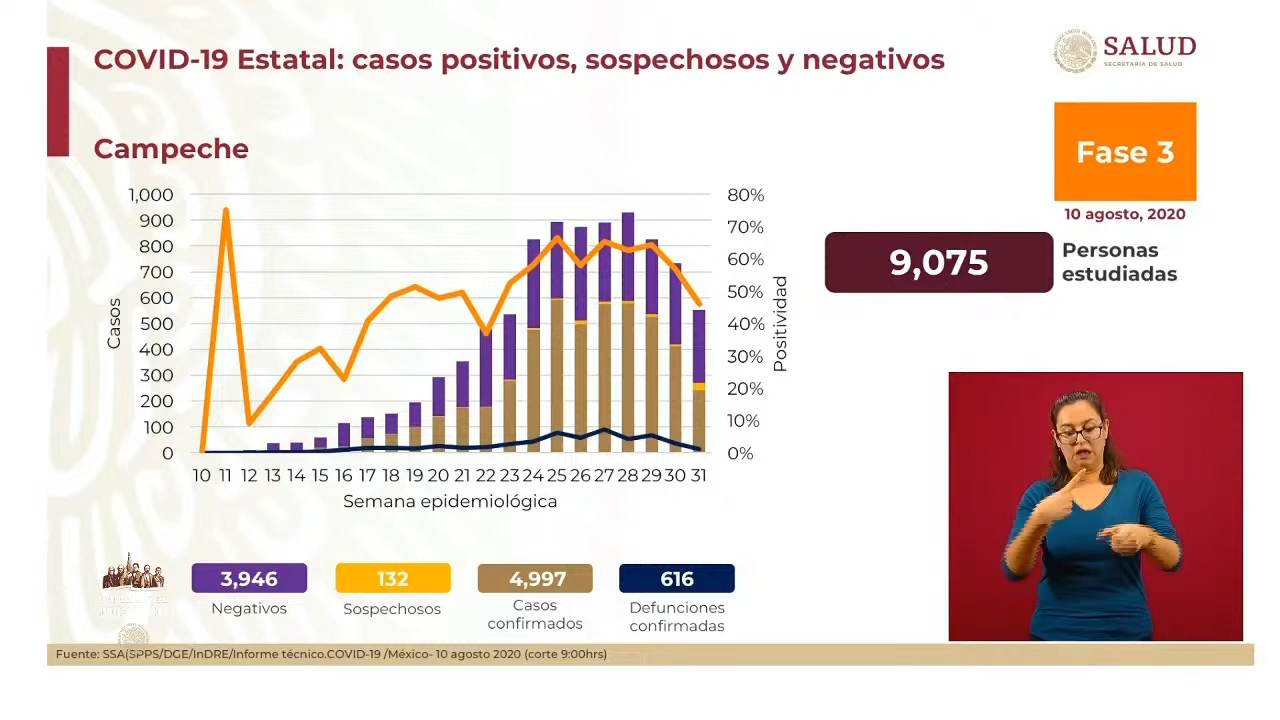 COVID-19 Estatal: casos positivos, sospechosos y negativos
SALUD
SECRETARÍA DE SALUD
Campeche
Fase 3
10 agosto, 2020
9,075
Personas
estudiadas
1,000
900
800
700
600
500
400
300
200
100
0
Casos
80%
70%
60%
50%
40%
30%
20%
10%
0%
Positividad
10 11 12 13 14 15 16 17 18 19 20 21 22 23 24 25 26 27 28 29 30 31
Semana epidemiológica
3,946
Negativos
132
Sospechosos
4,997
Casos
confirmados
616
Defunciones
confirmadas
Fuente: SSA(SPPS/DGE/InDRE/Informe técnico.COVID-19 /México- 10 agosto 2020 (corte 9:00hrs)